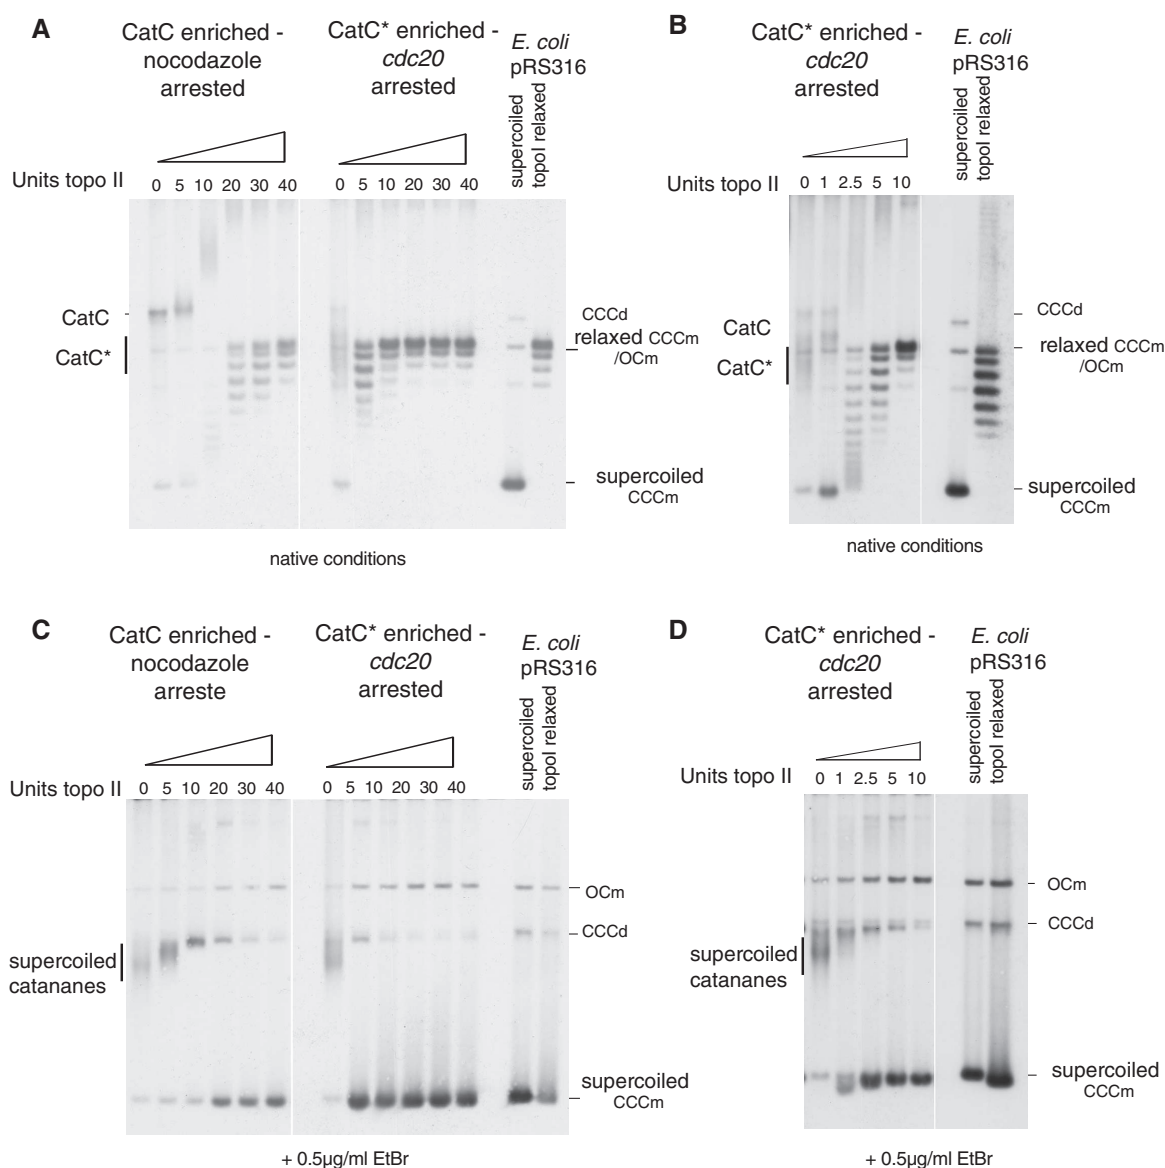 A
CatC enriched -
nocodazole
arrested
CatC* enriched -
cdc20
arrested
E. coli
pRS316
supercoiled
topoI relaxed
Units topo II
0 5 10 20 30 40
0 5 10 20 30 40
CatC
CatC*
CCCd
relaxed CCCm
/OCm
supercoiled
CCCm
native conditions
B
CatC* enriched -
cdc20
arrested
E. coli
pRS316
supercoiled
topoI relaxed
Units topo II
0 1 2.5 5 10
CatC
CatC*
CCCd
relaxed CCCm
/OCm
supercoiled
CCCm
native conditions
C
CatC enriched -
nocodazole
arreste
CatC* enriched -
cdc20
arrested
E. coli
pRS316
supercoiled
topoI relaxed
Units topo II
0 5 10 20 30 40
0 5 10 20 30 40
supercoiled
catananes
OCm
CCCd
supercoiled
CCCm
+ 0.5µg/ml EtBr
D
CatC* enriched -
cdc20
arrested
E. coli
pRS316
supercoiled
topoI relaxed
Units topo II
0 1 2.5 5 10
supercoiled
catananes
OCm
CCCd
supercoiled
CCCm
+ 0.5µg/ml EtBr